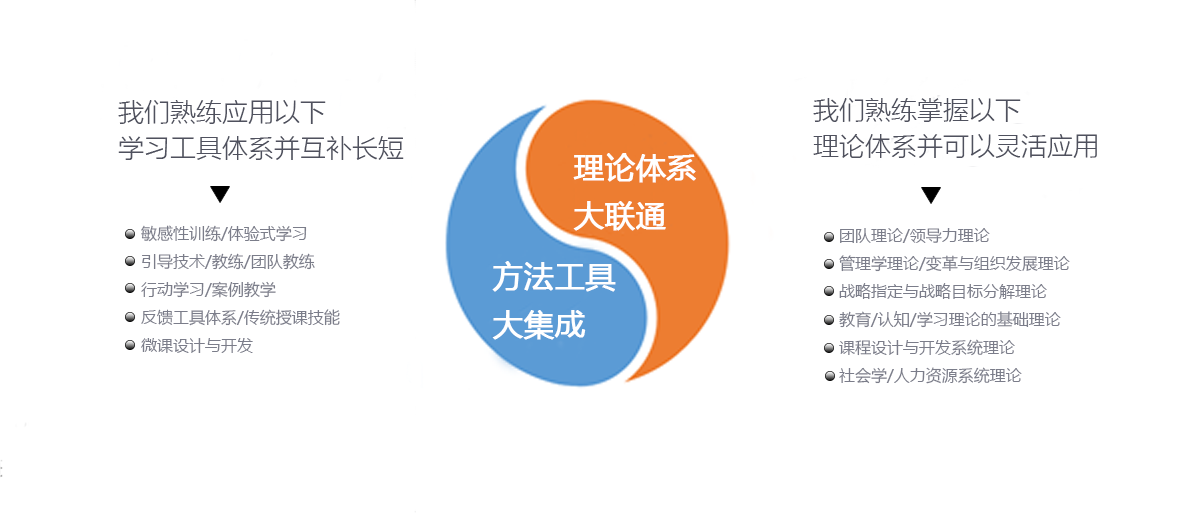 我们熟练应用以下
学习工具体系并互补长短
敏感性训练/体验式学习
引导技术/教练/团队教练
行动学习/案例教学
反馈工具体系/传统授课技能
微课设计与开发
理论体系
大联通
方法工具
大集成
我们熟练掌握以下
理论体系并可以灵活应用
团队理论/领导力理论
管理学理论/变革与组织发展理论
战略指定与战略目标分解理论
教育/认知/学习理论的基础理论
课程设计与开发系统理论
社会学/人力资源系统理论